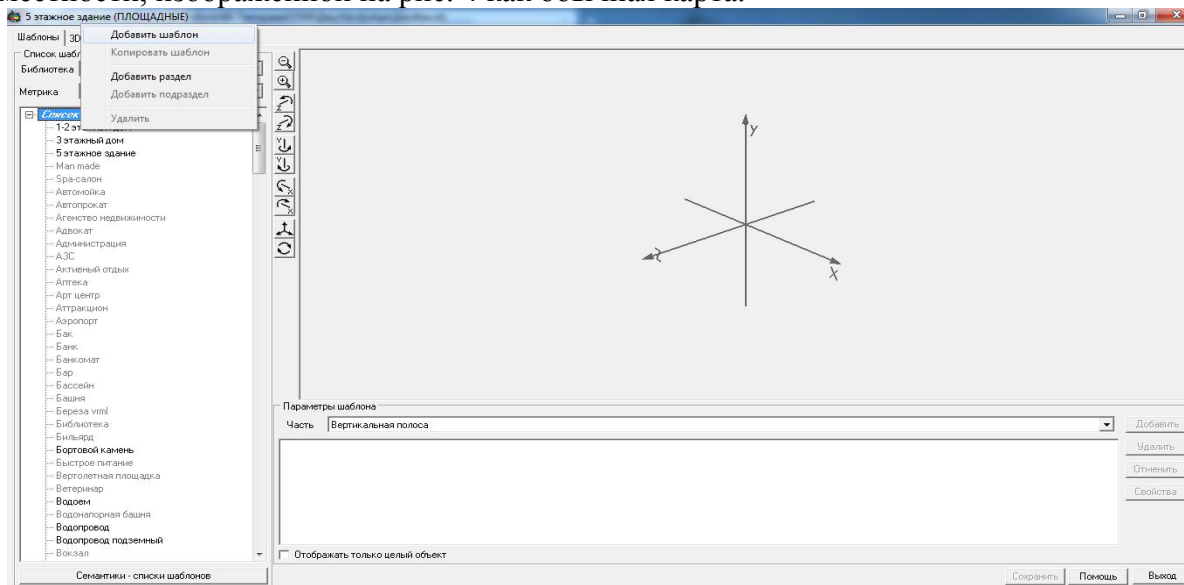 местности, изображенной на рис. 4 как обычная карта.
5 этажное здание (ПЛОЩАДНЫЕ)
Шаблоны 3D
Добавить шаблон
Копировать шаблон
Добавить раздел
Добавить подраздел
Удалить
Список
Библиотека
Метрика
Список
1-2
3 этажный дом
5 этажное здание
Man made
Spa-салон
Автомойка
Автопрокат
Агенство недвижимости
Адвокат
Администрация
АЗС
Активный отдых
Аптека
Арт центр
Аттракцион
Аэропорт
Бак
Банк
Банкомат
Бар
Бассейн
Башня
Береза vrml
Библиотека
Бильярд
Бортовой камень
Быстрое питание
Вертолетная площадка
Ветеринар
Водоем
Водонапорная башня
Водопровод
Водопровод подземный
Вокзал
Семантики - списки шаблонов
Y
Z
X
Параметры шаблона
Часть Вертикальная полоса
Добавить
Удалить
Отменить
Свойства
Отображать только целый объект
Сохранить Помощь Выход